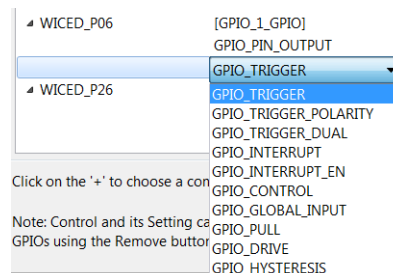 WICED_P06 [GPIO_1_GPIO]
GPIO_PIN_OUTPUT
GPIO_TRIGGER
WICED_P26
GPIO_TRIGGER
GPIO_TRIGGER_POLARITY
GPIO_TRIGGER_DUAL
GPIO_INTERRUPT
GPIO_INTERRUPT_EN
GPIO_CONTROL
GPIO_GLOBAL_INPUT
GPIO_PULL
GPIO_DRIVE
GPIO_HYSTERESIS
Click on the '+' to choose a con
Note: Control and its Setting ca
GPIOs using the Remove button